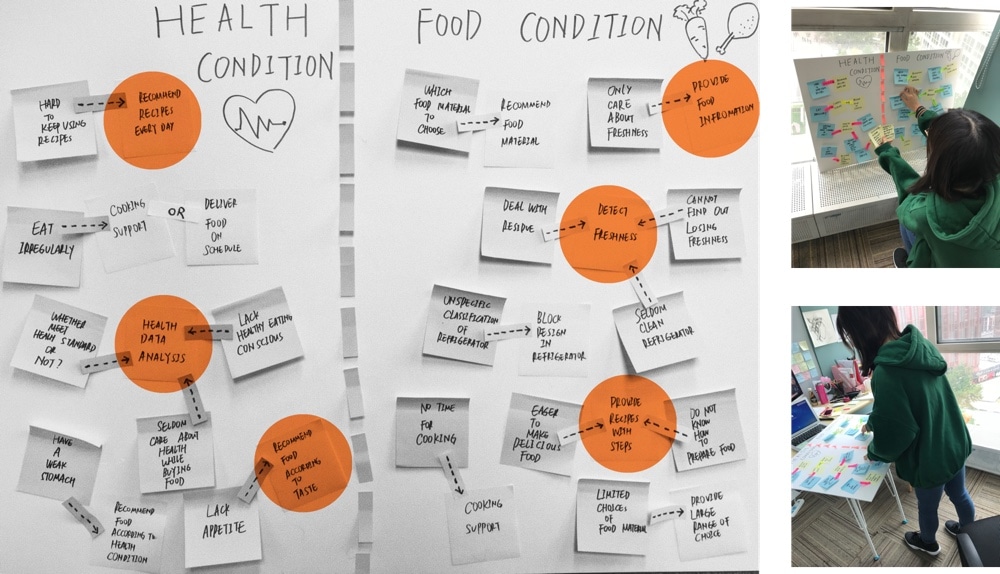 HEALTH
CONDITION
HARD
TO
KEEP USING
RECIPES
RECOMMEND
RECIPES
EVERY DAY
EAT
IRREGULARLY
COOKING
SUPPORT
OR
DELIVER
FOOD
ON
SCHEDULE
WHETHER
MEET
HEALHY STANDARD
OR
NOT?
HEALTH
DATA
ANALYSIS
LACK
HEALTHY EATING
CONSCIOUS
HAVE
A
WEAK
STOMACH
SELDOM
CARE ABOUT
HEALTH
WHILE
BUYING
FOOD
RECOMMEND
FOOD
ACCORDING
TO
TASTE
RECOMMEND
FOOD
ACCORDING TO
HEALTH
CONDITION
LACK
APPETITE
FOOD CONDITION
WHICH
FOOD MATERIAL
TO
CHOOSE
RECOMMEND
FOOD
MATERIAL
ONLY
CARE
ABOUT
FRESHNESS
PROVIDE
FOOD
INFROMATION
DEAL WITH
RESIDUE
DETECT
FRESHNESS
CANNOT
FIND OUT
LOSING
FRESHNESS
UNSPECIFIC
CLASSIFICATION
OF
REFRIGERATOR
BLOCK
DESIGN
IN
REFRIGERATOR
SELDOM
CLEAN
REFRIGERATOR
NO TIME
FOR
COOKING
EAGER
TO
MAKE
DELICIOUS
FOOD
PROVIDE
RECIPES
WITH
STEPS
DO NOT
KNOW
HOW
TO
PREPARE FOOD
COOKING
SUPPORT
LIMITED
CHOICES
OF
FOOD MATERIAL
PROVIDE
LARGE
RANGE OF
CHOICE
HEALTH
CONDITION
FOOD CONDITION